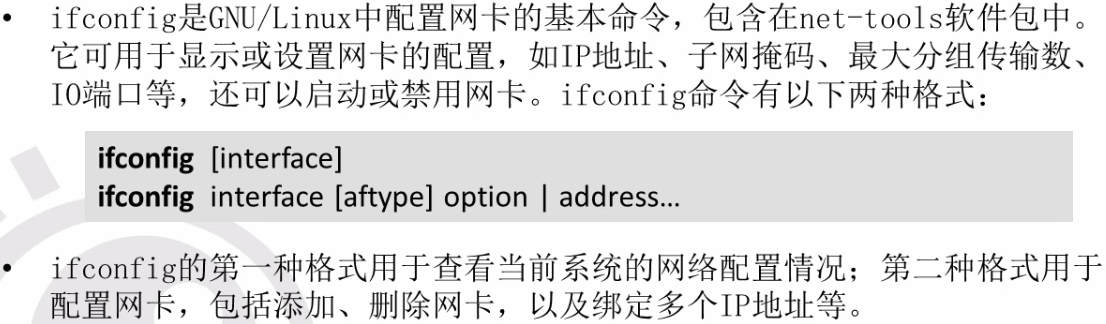 • ifconfig是GNU/Linux中配置网卡的基本命令，包含在net-tools软件包中。
它可用于显示或设置网卡的配置，如IP地址、子网掩码、最大分组传输数、
IO端口等，还可以启动或禁用网卡。ifconfig命令有以下两种格式：
ifconfig [interface]
ifconfig interface [aftype] option | address…
• ifconfig的第一种格式用于查看当前系统的网络配置情况；第二种格式用于
配置网卡，包括添加、删除网卡，以及绑定多个IP地址等。